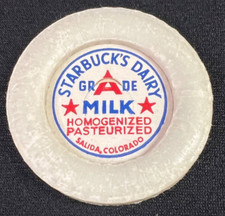 STARBUCK'S DAIRY
GRADE
A
MILK
HOMOGENIZED
PASTEURIZED
SALIDA, COLORADO